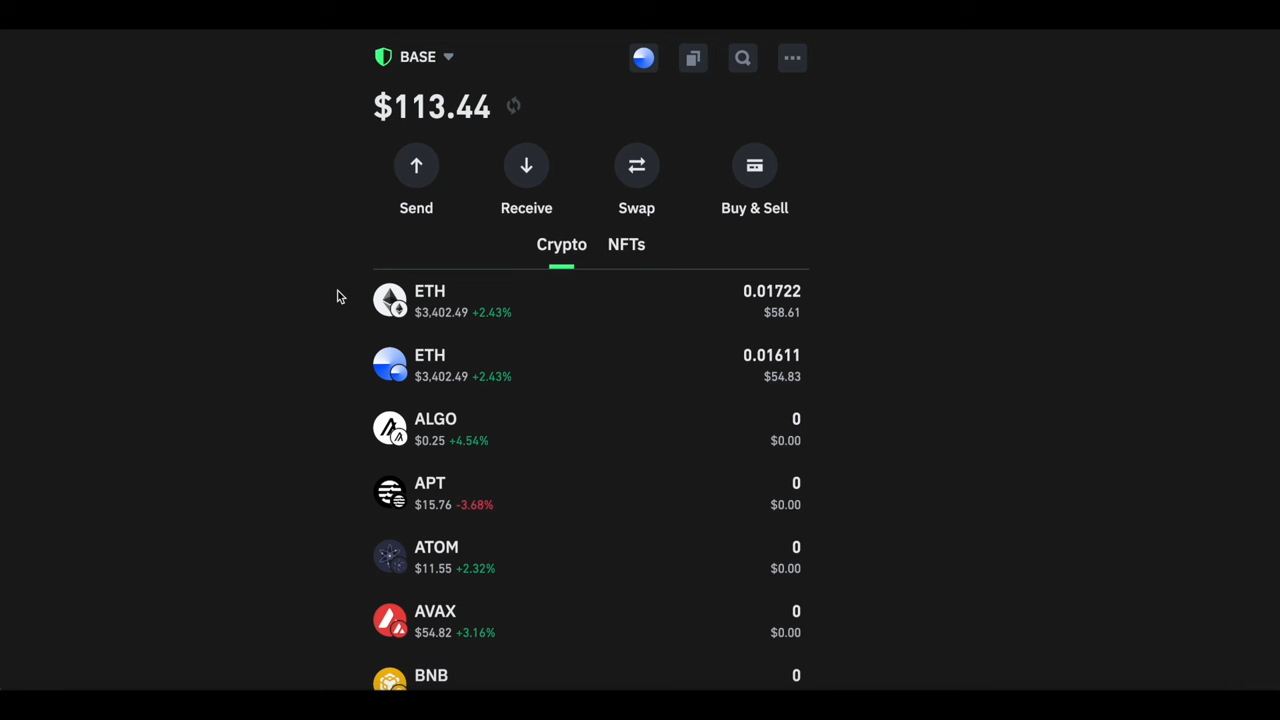 BASE
$113.44
Send Receive Swap Buy & Sell
Crypto NFTs
ETH 0.01722
$3,402.49 +2.43% $58.61
ETH 0.01611
$3,402.49 +2.43% $54.83
ALGO 0
$0.25 +4.54% $0.00
APT 0
$15.76 -3.68% $0.00
ATOM 0
$11.55 +2.32% $0.00
AVAX 0
$54.82 +3.16% $0.00
BNB 0